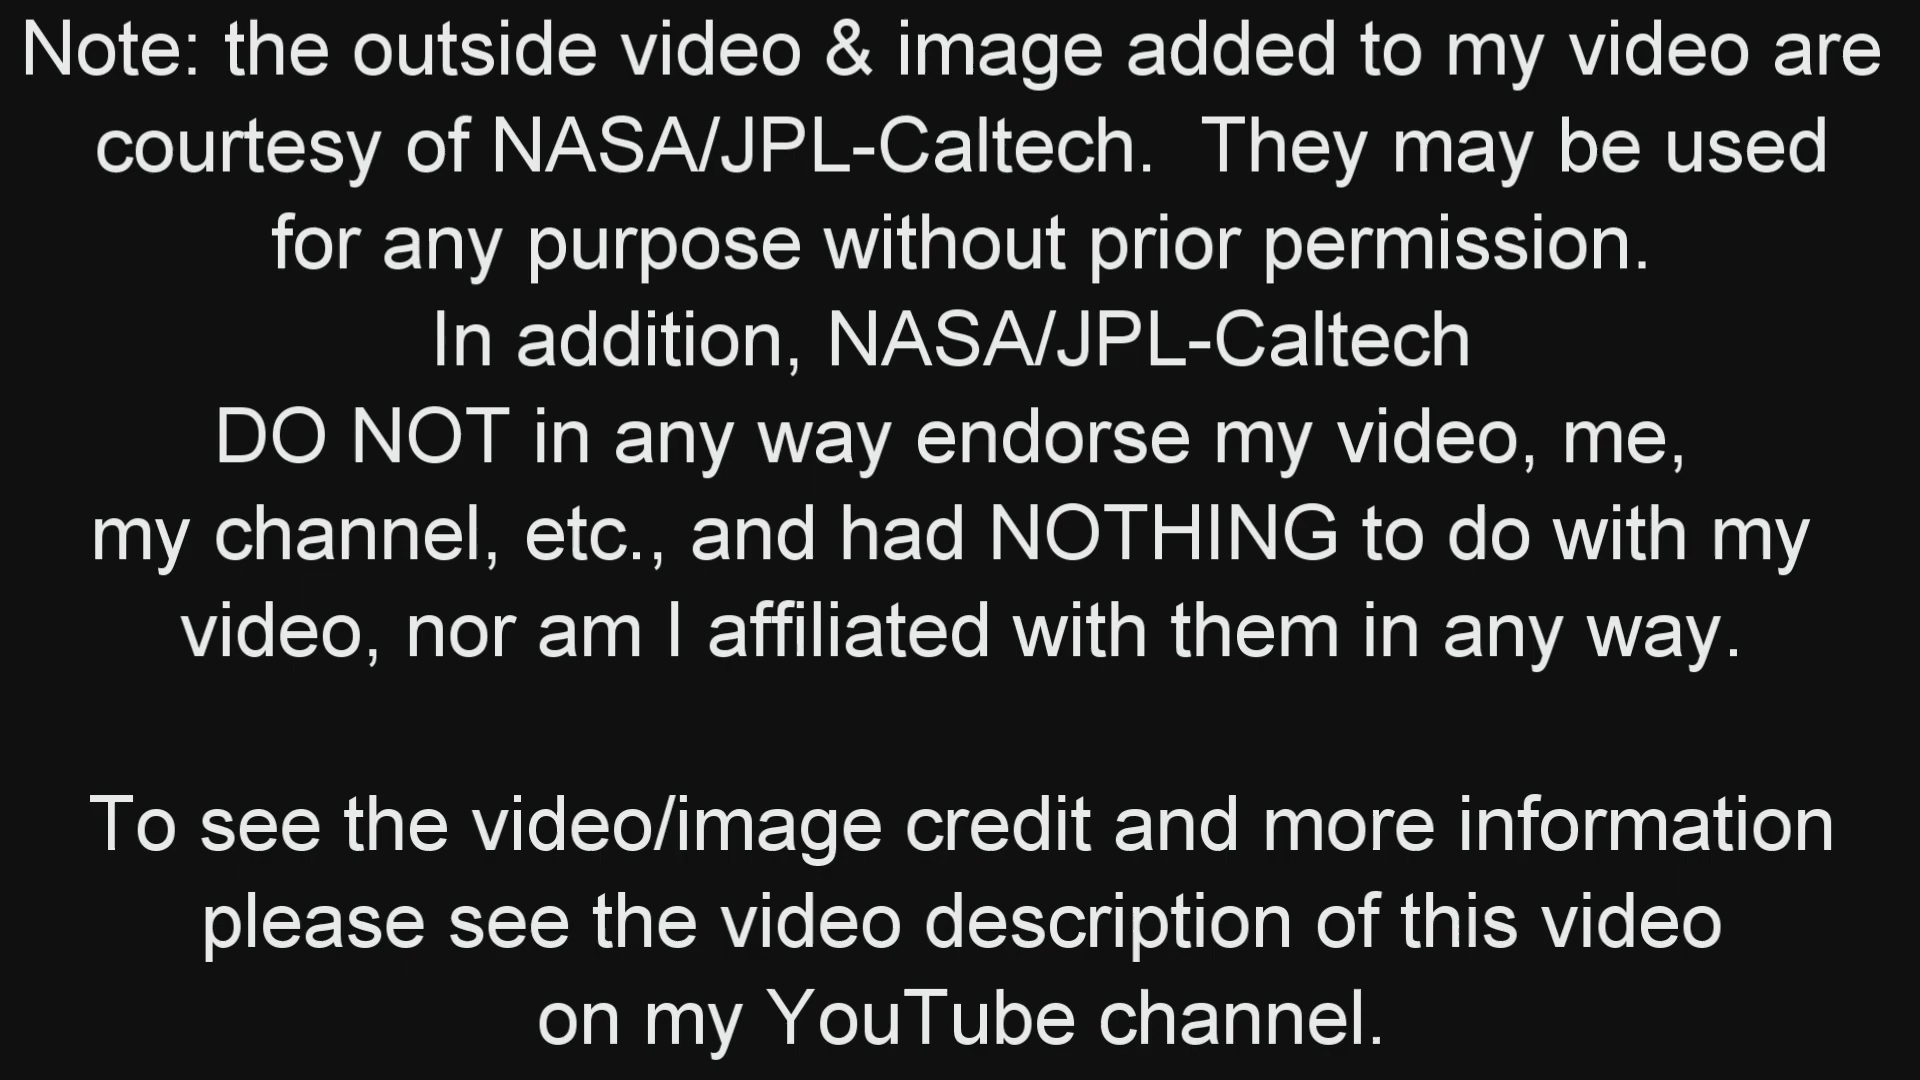 Note: the outside video & image added to my video are
courtesy of NASA/JPL-Caltech.  They may be used
for any purpose without prior permission.
In addition, NASA/JPL-Caltech
DO NOT in any way endorse my video, me,
my channel, etc., and had NOTHING to do with my
video, nor am I affiliated with them in any way.
To see the video/image credit and more information
please see the video description of this video
on my YouTube channel.